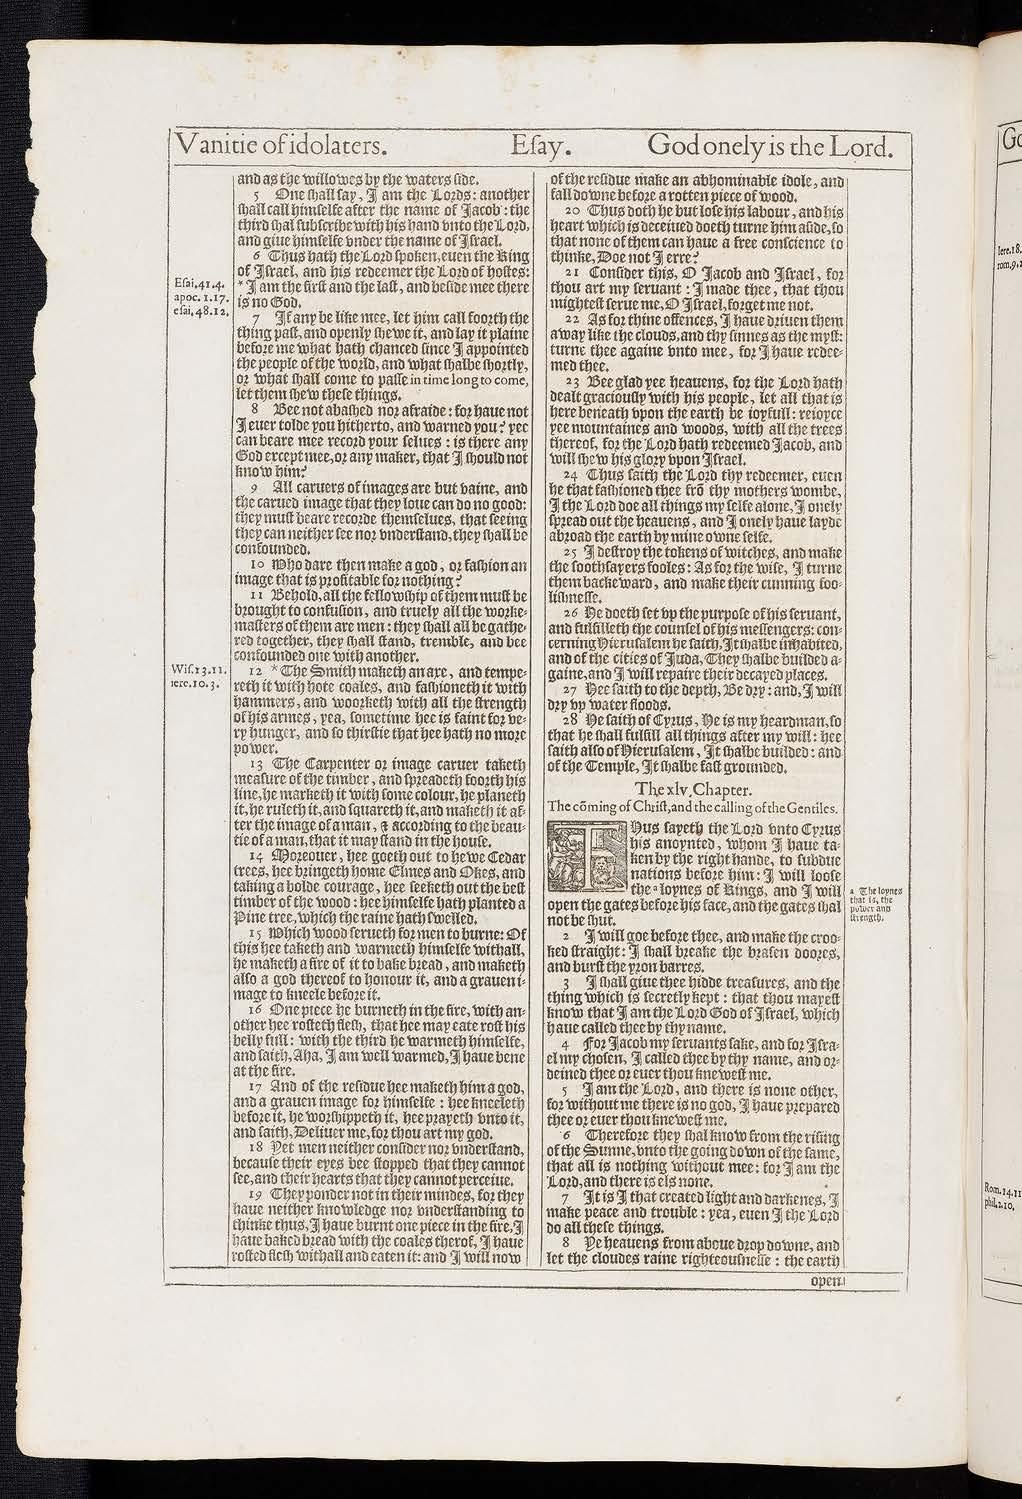 Vanitie of idolaters. Esay. God onely is the Lord.
and as the willowes by the waters side.
5 One shall say, I am the Lords: another
shall call himselfe after the name of Jacob: the
third shal subscribe with his hand vnto the Lord,
and giue himselfe vnder the name of Israel.
6 Thus hath the Lord spoken, euen the King
of Israel, and his redeemer the Lord of hostes:
Esai.41.4.
* I am the first and the last, and beside mee there
apoc. 1.17.
is no God.
esai.48.12.
7 If any be like mee, let him call foorth the
thing past, and openly shewe it, and lay it plaine
before me what hath chanced since I appointed
the people of the world, and what shalbe shortly,
or what shall come to passe in time long to come,
let them shew these things.
8 Bee not abashed nor afraide: for haue not
I euer tolde you hitherto, and warned you? yee
can beare mee record your selues: is there any
God except mee, or any maker, that I should not
know him?
9 All caruers of images are but vaine, and
the carued image that they loue can do no good:
they must beare recorde themselues, that seeing
they can neither see nor vnderstand, they shall be
confounded.
10 Who dare then make a god, or fashion an
image that is profitable for nothing?
11 Behold, all the fellowship of them must be
brought to confusion, and truely all the worke-
masters of them are men: they shall all be gathe-
red together, they shall stand, tremble, and bee
confounded one with another.
Wis.13.11.
12 * The Smith maketh an axe, and tempe-
iere.10.3.
reth it with hote coales, and fashioneth it with
hammers, and woorketh with all the strength
of his armes, yea, sometime hee is faint for ve-
ry hunger, and so thirstie that hee hath no more
power.
13 The Carpenter or image caruer taketh
measure of the timber, and spreadeth foorth his
line, he marketh it with some colour, he planeth
it, he ruleth it, and squareth it, and maketh it af-
ter the image of a man, & according to the beau-
tie of a man, that it may stand in the house.
14 Moreouer, hee goeth out to hewe Cedar
trees, hee bringeth home Elmes and Okes, and
taking a bolde courage, hee seeketh out the best
timber of the wood: hee himselfe hath planted a
Pine tree, which the raine hath swelled.
15 Which wood serueth for men to burne: Of
this hee taketh and warmeth himselfe withall,
he maketh a fire of it to bake bread, and maketh
also a god thereof to honour it, and a grauen i-
mage to kneele before it.
16 One piece he burneth in the fire, with an-
other hee rosteth flesh, that hee may eate rost his
belly full: with the third he warmeth himselfe,
and saith, Aha, I am well warmed, I haue bene
at the fire.
17 And of the residue hee maketh him a god,
and a grauen image for himselfe: hee kneeleth
before it, he worshippeth it, hee prayeth vnto it,
and saith, Deliuer me, for thou art my god.
18 Yet men neither consider nor vnderstand,
because their eyes bee stopped that they cannot
see, and their hearts that they cannot perceiue.
19 They ponder not in their mindes, for they
haue neither knowledge nor vnderstanding to
thinke thus, I haue burnt one piece in the fire, I
haue baked bread with the coales therof, I haue
rosted flesh withall and eaten it: and I will now
of the residue make an abhominable idole, and
fall downe before a rotten piece of wood.
20 Thus doth he but lose his labour, and his
heart which is deceiued doeth turne him aside, so
that none of them can haue a free conscience to
thinke, Doe not I erre?
21 Consider this, O Jacob and Israel, for
thou art my seruant: I made thee, that thou
mightest serue me, O Israel, forget me not.
22 As for thine offences, I haue driuen them
away like the clouds, and thy sinnes as the myst:
turne thee againe vnto mee, for I haue redee-
med thee.
23 Bee glad yee heauens, for the Lord hath
dealt graciously with his people, let all that is
here beneath vpon the earth be ioyfull: reioyce
yee mountaines and woods, with all the trees
thereof, for the Lord hath redeemed Jacob, and
will shew his glory vpon Israel.
24 Thus saith the Lord thy redeemer, euen
he that fashioned thee frō thy mothers wombe,
I the Lord doe all things my selfe alone, I onely
spread out the heauens, and I onely haue layde
abroad the earth by mine owne selfe.
25 I destroy the tokens of witches, and make
the soothsayers fooles: As for the wise, I turne
them backeward, and make their cunning foo-
lishnesse.
26 He doeth set vp the purpose of his seruant,
and fulfilleth the counsel of his messengers: con-
cerning Hierusalem he saith, It shalbe inhabited,
and of the cities of Juda, They shalbe builded a-
gaine, and I will repaire their decayed places.
27 Hee saith to the depth, Be dry: and, I will
dry vp water floods.
28 He saith of Cyrus, He is my heardman, so
that he shall fulfill all things after my will: hee
saith also of Hierusalem, It shalbe builded: and
of the Temple, It shalbe fast grounded.
The xlv. Chapter.
The cōming of Christ, and the calling of the Gentiles.
THus sayeth the Lord vnto Cyrus
his anoynted, whom I haue ta-
ken by the right hande, to subdue
nations before him: I will loose
the a loynes of Kings, and I will
open the gates before his face, and the gates shal
not be shut.
a The loynes
that is, the
power and
strength.
2 I will goe before thee, and make the croo-
ked straight: I shall breake the brasen doores,
and burst the yron barres.
3 I shall giue thee hidde treasures, and the
thing which is secretly kept: that thou mayest
know that I am the Lord God of Israel, which
haue called thee by thy name.
4 For Jacob my seruants sake, and for Isra-
el my chosen, I called thee by thy name, and or-
deined thee or euer thou knewest me.
5 I am the Lord, and there is none other,
for without me there is no god, I haue prepared
thee or euer thou knewest me.
6 Therefore they shal know from the rising
of the Sunne, vnto the going down of the same,
that all is nothing without mee: for I am the
Lord, and there is els none.
7 It is I that created light and darkenes, I
make peace and trouble: yea, euen I the Lord
do all these things.
8 Ye heauens from aboue drop downe, and
let the cloudes raine righteousnesse: the earth
open
Iere.18.
rom.9.2
Rom.14.11
phil.2.10.